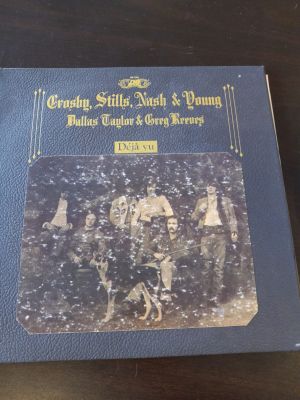 Crosby, Stills, Nash & Young
Dallas Taylor & Greg Reeves
Déjà vu